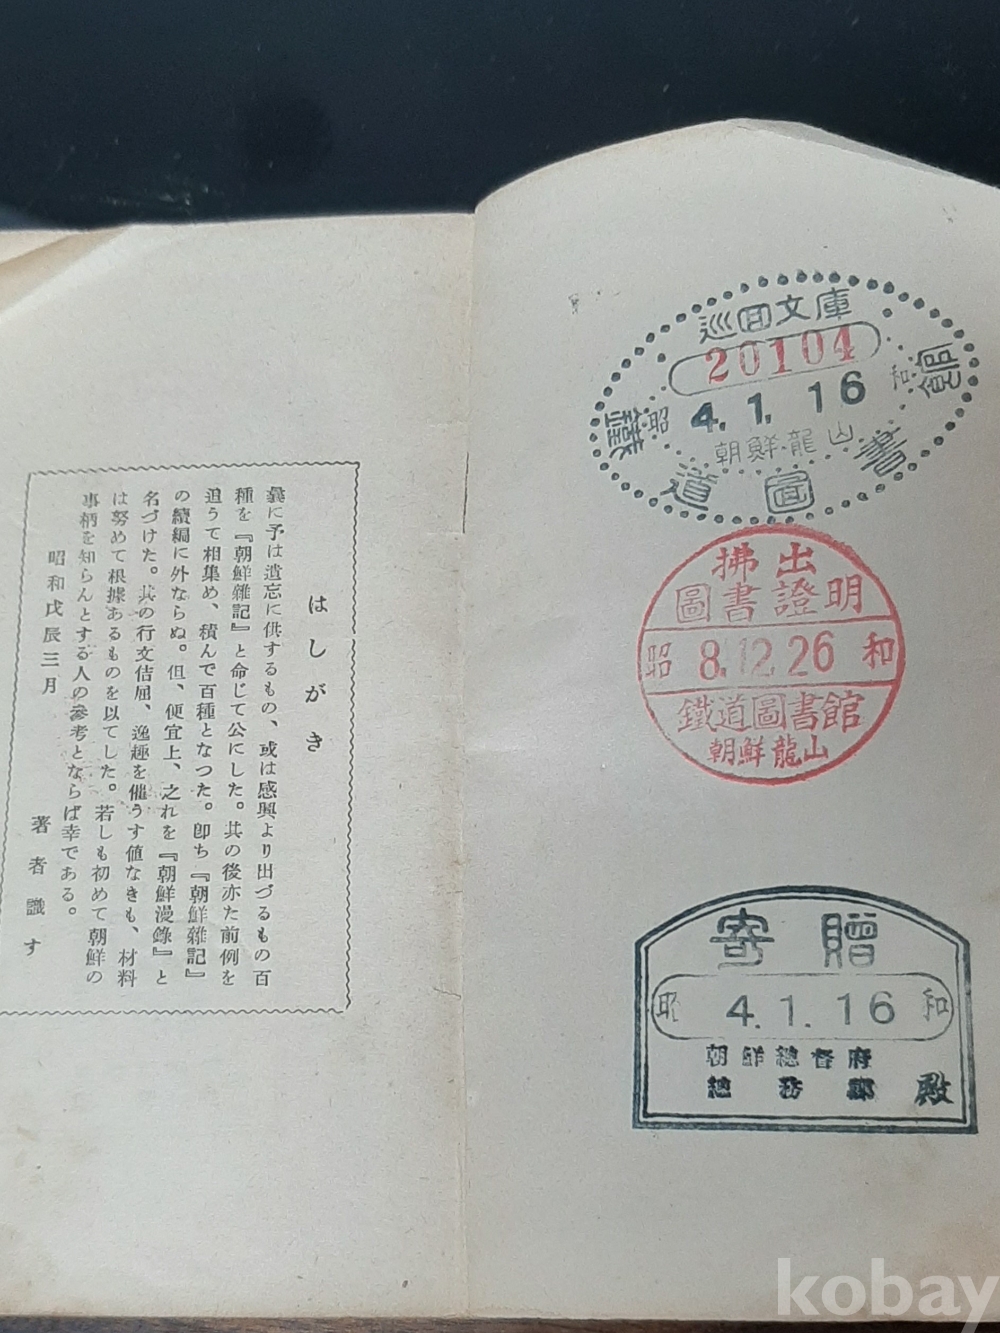 巡回文庫
20104
昭和
4.1.16
朝鮮龍山
鐵道圖書館
拂出
圖書證明
昭和 8.12.26
鐵道圖書館
朝鮮龍山
寄贈
昭和 4.1.16
朝鮮總督府
總務部殿
はしがき
曩に予は遺忘に供するもの、或は感興より出づるもの百
種を『朝鮮雜記』と命じて公にした。其の後亦た前例を
追うて相集め、積んで百種となつた。卽ち『朝鮮雜記』
の續編に外ならぬ。但、便宜上、之れを『朝鮮漫錄』と
名づけた。其の行文佶屈、逸趣を催うす値なきも、材料
は努めて根據あるものを以てした。若しも初めて朝鮮の
事柄を知らんとする人の參考とならば幸である。
昭和戊辰三月
著者識す
kobay